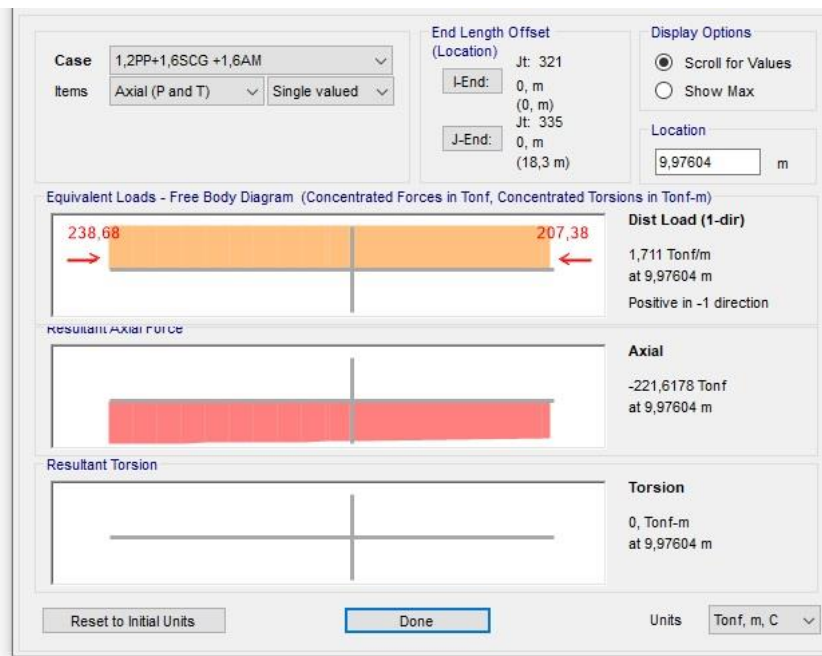 Case 1,2PP+1,6SCG +1,6AM
Items Axial (P and T) Single valued
End Length Offset
(Location)
Jt: 321
I-End: 0, m
(0, m)
Jt: 335
J-End: 0, m
(18,3 m)
Display Options
Scroll for Values
Show Max
Location
9,97604 m
Equivalent Loads - Free Body Diagram (Concentrated Forces in Tonf, Concentrated Torsions in Tonf-m)
238,68 207,38
Dist Load (1-dir)
1,711 Tonf/m
at 9,97604 m
Positive in -1 direction
Resultant Axial Force
Axial
-221,6178 Tonf
at 9,97604 m
Resultant Torsion
Torsion
0, Tonf-m
at 9,97604 m
Reset to Initial Units Done Units Tonf, m, C